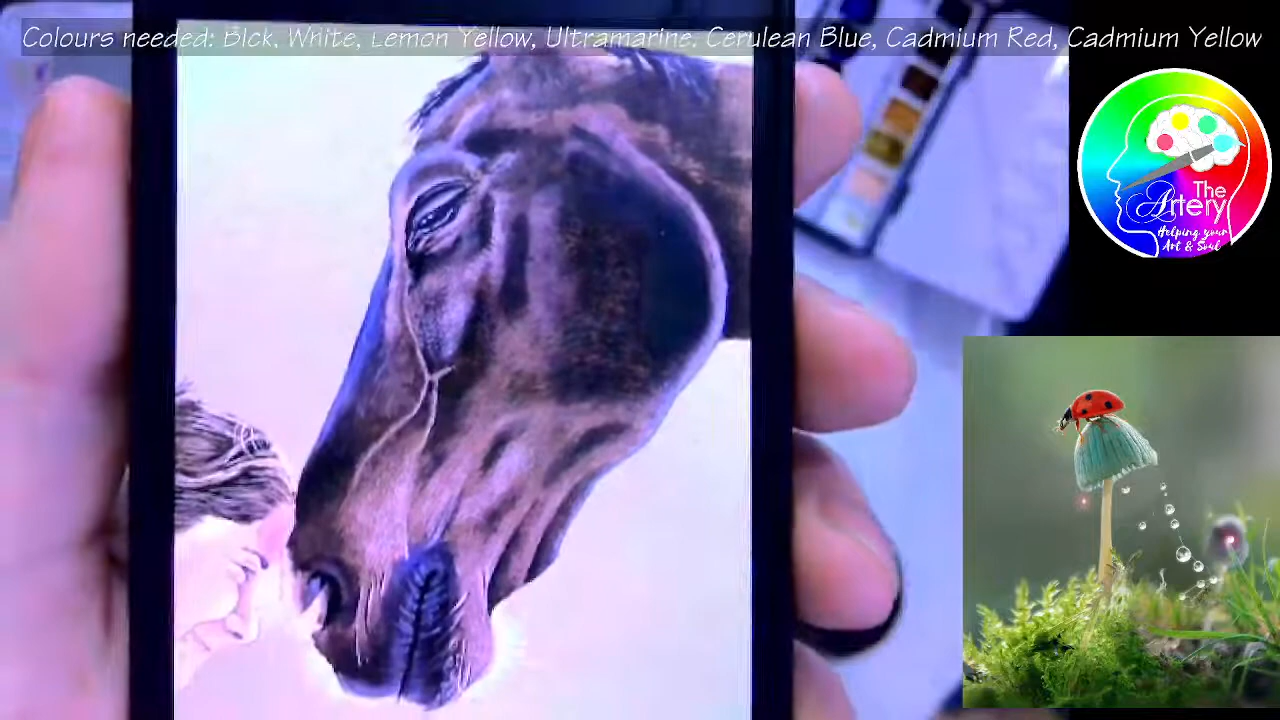 Colours needed: Blck, White, Lemon Yellow, Ultramarine. Cerulean Blue, Cadmium Red, Cadmium Yellow
The
Artery
Helping your
Art & Soul